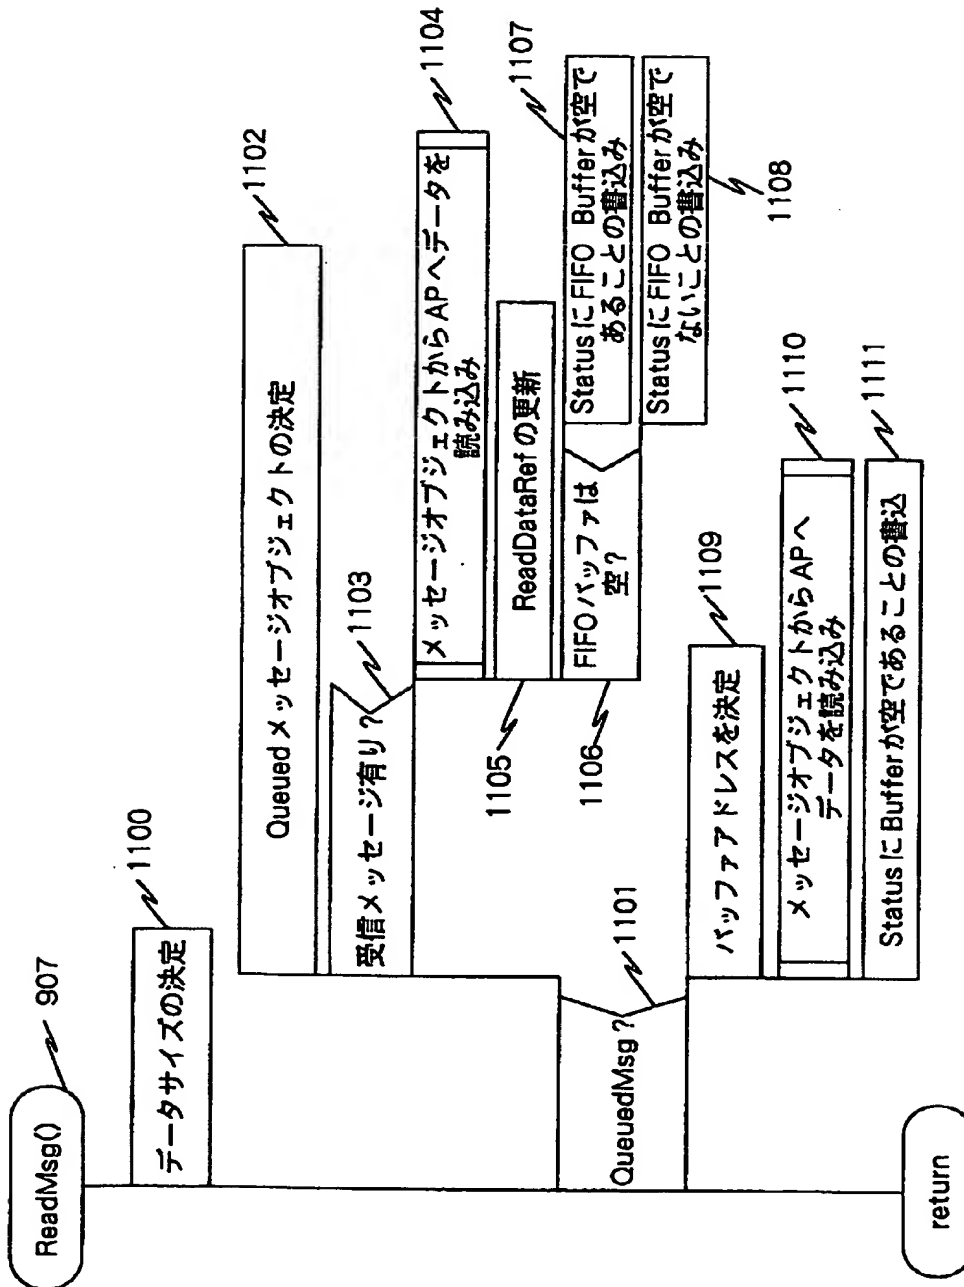 ReadMsg()
907
データサイズの決定
1100
Queuedメッセージオブジェクトの決定
1102
受信メッセージ有り?
1103
メッセージオブジェクトからAPへデータを
読み込み
1104
ReadDataRefの更新
1105
FIFOバッファは
空?
1106
StatusにFIFO Bufferが空で
あることの書込み
1107
StatusにFIFO Bufferが空で
ないことの書込み
1108
QueuedMsg?
1101
バッファアドレスを決定
1109
メッセージオブジェクトからAPへ
データを読み込み
1110
StatusにBufferが空であることの書込
1111
return